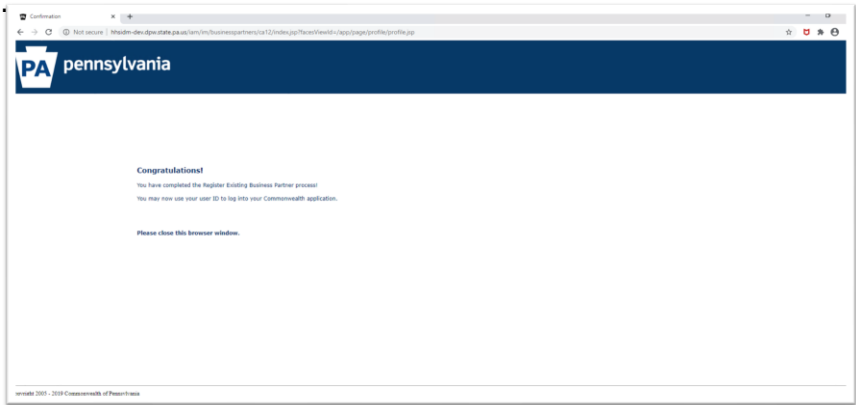 Confirmation
Not secure | hhsidm-dev.dpw.state.pa.us/iam/im/businesspartners/ca12/index.jsp?facesViewId=/app/page/profile/profile.jsp
PA pennsylvania
Congratulations!
You have completed the Register Existing Business Partner process!
You may now use your user ID to log into your Commonwealth application.
Please close this browser window.
2005 - 2010 Commonwealth of Pennsylvania